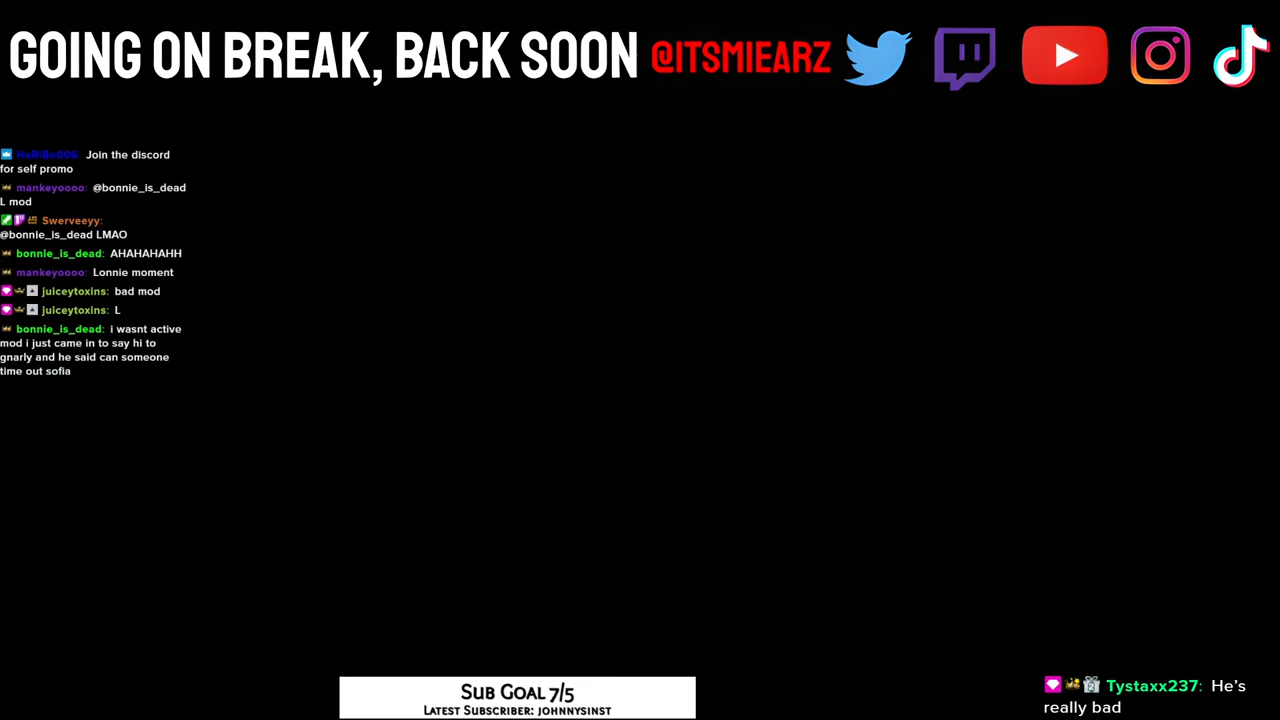 GOING ON BREAK, BACK SOON @ITSMIEARZ
HaRiBo006: Join the discord
for self promo
mankeyoooo: @bonnie_is_dead
L mod
Swerveeyy:
@bonnie_is_dead LMAO
bonnie_is_dead: AHAHAHAHH
mankeyoooo: Lonnie moment
juiceytoxins: bad mod
juiceytoxins: L
bonnie_is_dead: i wasnt active
mod i just came in to say hi to
gnarly and he said can someone
time out sofia
Sub Goal 7/5
Latest Subscriber: johnnysinst
Tystaxx237: He's
really bad